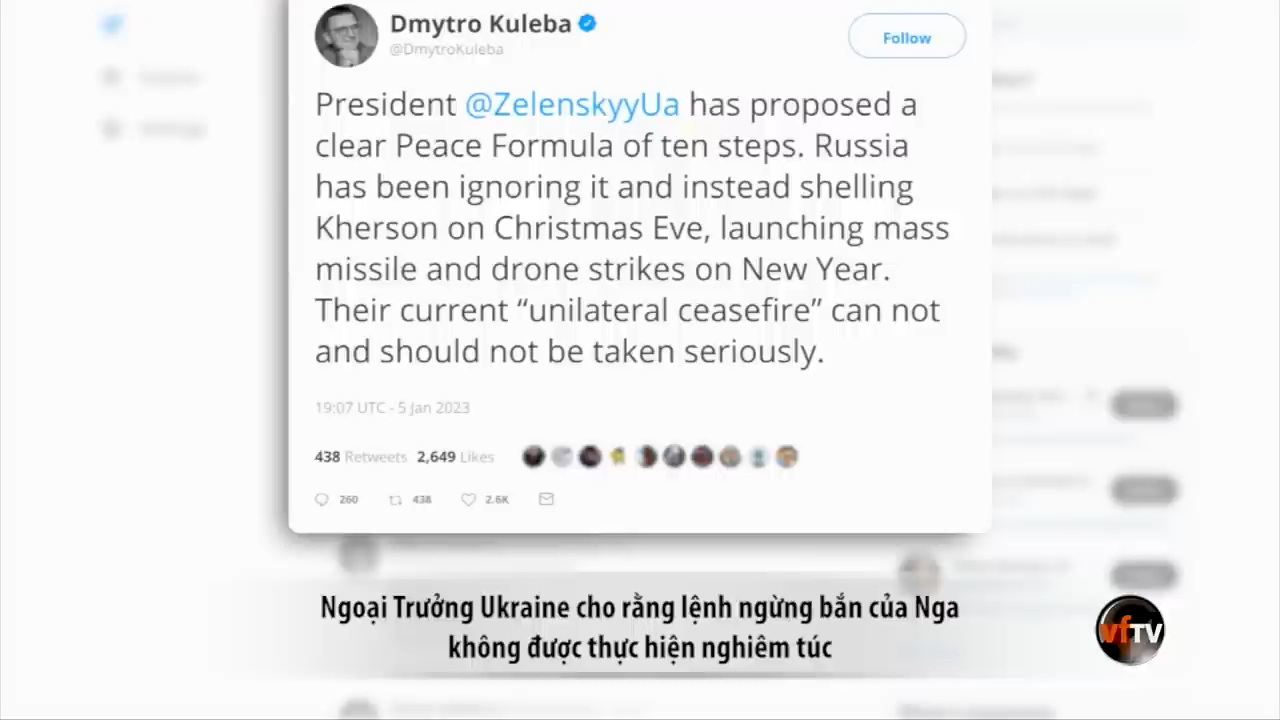 Dmytro Kuleba
@DmytroKuleba
Follow
President @ZelenskyyUa has proposed a
clear Peace Formula of ten steps. Russia
has been ignoring it and instead shelling
Kherson on Christmas Eve, launching mass
missile and drone strikes on New Year.
Their current “unilateral ceasefire” can not
and should not be taken seriously.
19:07 UTC - 5 Jan 2023
438 Retweets 2,649 Likes
260 438 2.6K
Ngoại Trưởng Ukraine cho rằng lệnh ngừng bắn của Nga
không được thực hiện nghiêm túc
vfTV